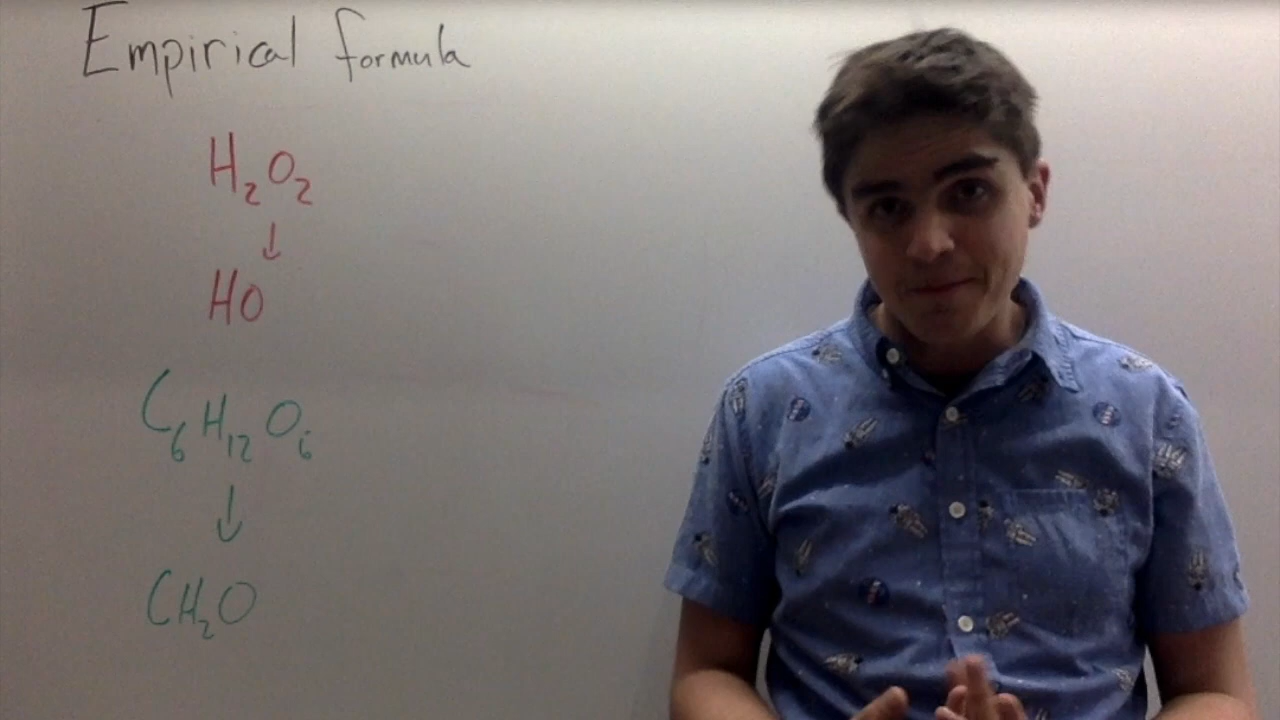 Empirical formula
H₂O₂
↓
HO
C₆H₁₂O₆
↓
CH₂O